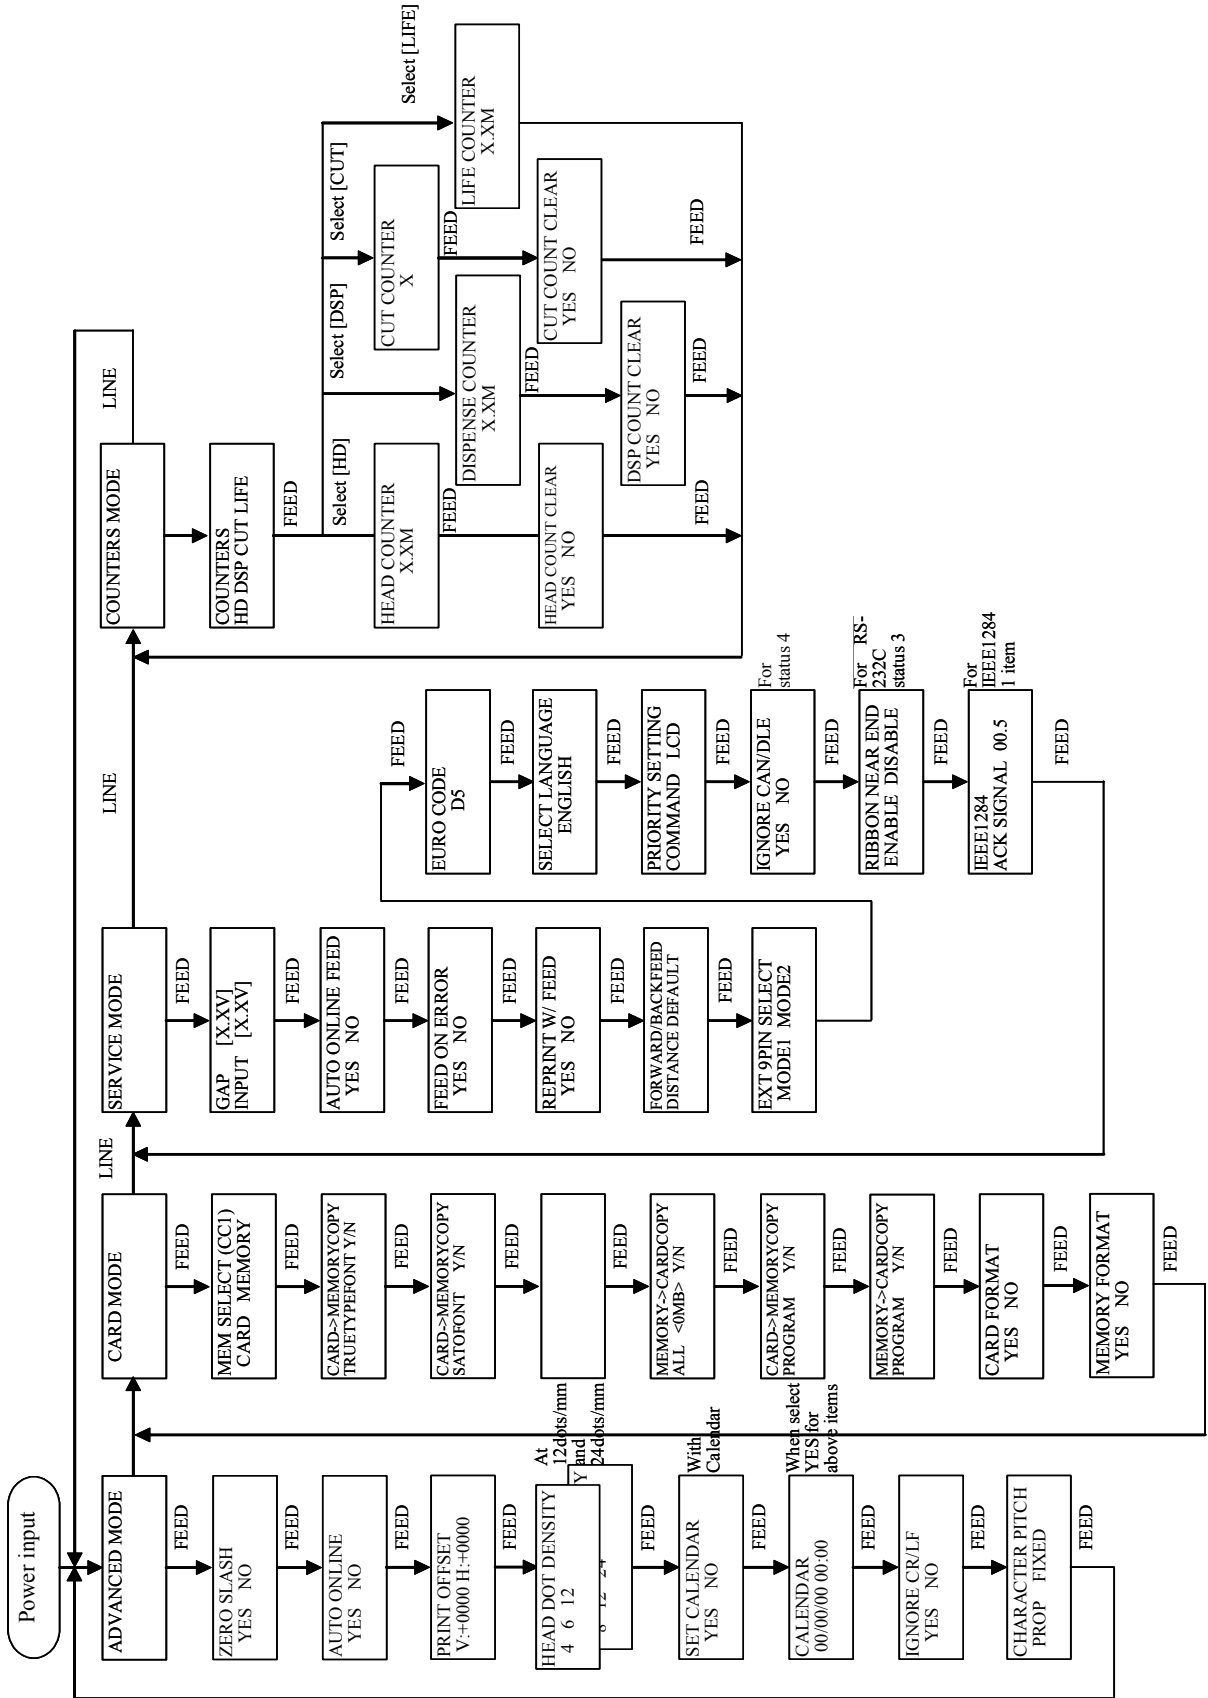 Power input
ADVANCED MODE
FEED
ZERO SLASH
YES NO
FEED
AUTO ONLINE
YES NO
FEED
PRINT OFFSET
V:+0000 H:+0000
FEED
HEAD DOT DENSITY
4 6 12
Y
8 12 24
At
12dots/mm
and
24dots/mm
FEED
SET CALENDAR
YES NO
With
Calendar
FEED
CALENDAR
00/00/00 00:00
When select
YES for
above items
FEED
IGNORE CR/LF
YES NO
FEED
CHARACTER PITCH
PROP FIXED
FEED
CARD MODE
LINE
FEED
MEM SELECT (CC1)
CARD MEMORY
FEED
CARD->MEMORYCOPY
TRUETYPEFONT Y/N
FEED
CARD->MEMORYCOPY
SATOFONT Y/N
FEED
FEED
MEMORY->CARDCOPY
ALL <0MB> Y/N
FEED
CARD->MEMORYCOPY
PROGRAM Y/N
FEED
MEMORY->CARDCOPY
PROGRAM Y/N
FEED
CARD FORMAT
YES NO
FEED
MEMORY FORMAT
YES NO
FEED
SERVICE MODE
LINE
FEED
GAP [X.XV]
INPUT [X.XV]
FEED
AUTO ONLINE FEED
YES NO
FEED
FEED ON ERROR
YES NO
FEED
REPRINT W/ FEED
YES NO
FEED
FORWARD/BACKFEED
DISTANCE DEFAULT
FEED
EXT 9PIN SELECT
MODE1 MODE2
FEED
EURO CODE
D5
FEED
SELECT LANGUAGE
ENGLISH
FEED
PRIORITY SETTING
COMMAND LCD
FEED
IGNORE CAN/DLE
YES NO
For
status 4
FEED
RIBBON NEAR END
ENABLE DISABLE
For RS-
232C
status 3
FEED
IEEE1284
ACK SIGNAL 00.5
For
IEEE1284
1 item
FEED
COUNTERS MODE
LINE
COUNTERS
HD DSP CUT LIFE
FEED
Select [HD]
Select [DSP]
Select [CUT]
Select [LIFE]
HEAD COUNTER
X.XM
FEED
HEAD COUNT CLEAR
YES NO
FEED
DISPENSE COUNTER
X.XM
FEED
DSP COUNT CLEAR
YES NO
FEED
CUT COUNTER
X
FEED
CUT COUNT CLEAR
YES NO
FEED
LIFE COUNTER
X.XM